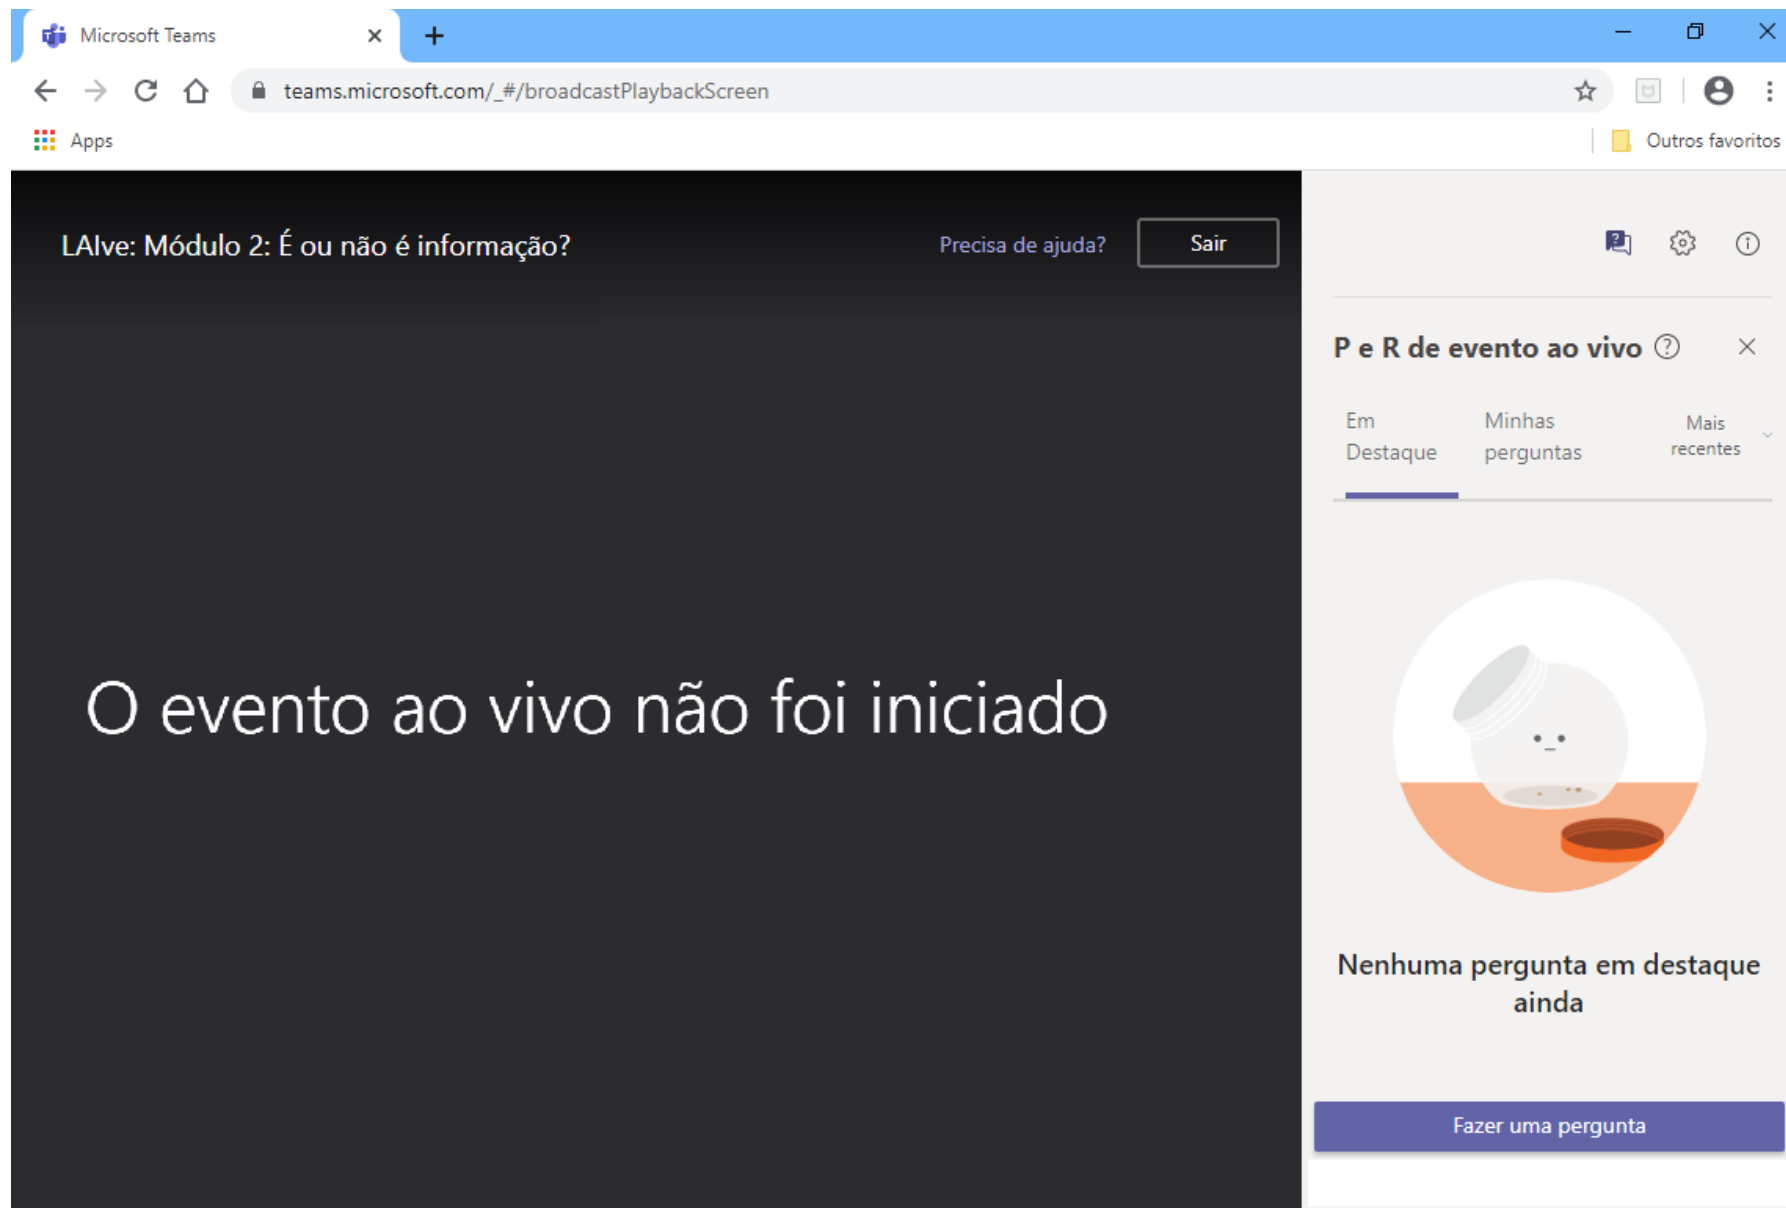 Microsoft Teams
teams.microsoft.com/_#/broadcastPlaybackScreen
Apps
Outros favoritos
LAIve: Módulo 2: É ou não é informação?
Precisa de ajuda?
Sair
O evento ao vivo não foi iniciado
P e R de evento ao vivo
Em
Destaque
Minhas
perguntas
Mais
recentes
Nenhuma pergunta em destaque
ainda
Fazer uma pergunta